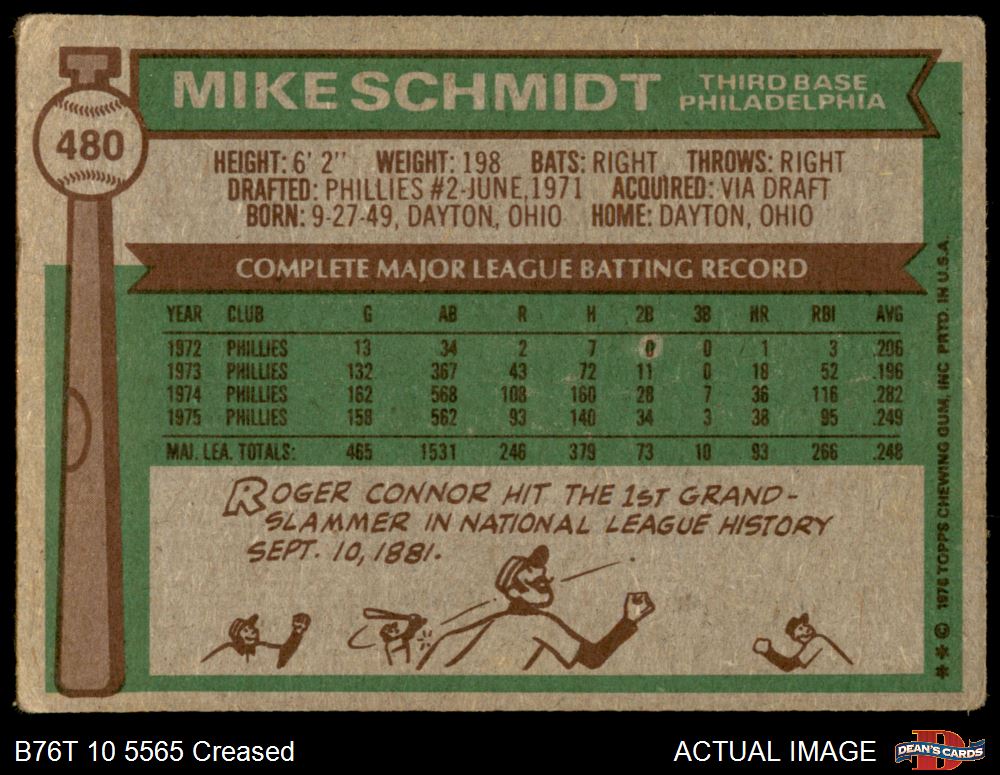 480
MIKE SCHMIDT
THIRD BASE
PHILADELPHIA
HEIGHT: 6' 2" WEIGHT: 198 BATS: RIGHT THROWS: RIGHT
DRAFTED: PHILLIES #2-JUNE, 1971 ACQUIRED: VIA DRAFT
BORN: 9-27-49, DAYTON, OHIO HOME: DAYTON, OHIO
COMPLETE MAJOR LEAGUE BATTING RECORD
YEAR CLUB G AB R H 2B 3B HR RBI AVG
1972 PHILLIES 13 34 2 7 0 0 1 3 .206
1973 PHILLIES 132 367 43 72 11 0 18 52 .196
1974 PHILLIES 162 568 108 160 28 7 36 116 .282
1975 PHILLIES 158 562 93 140 34 3 38 95 .249
MAJ. LEA. TOTALS: 465 1531 246 379 73 10 93 266 .248
ROGER CONNOR HIT THE 1ST GRAND-
SLAMMER IN NATIONAL LEAGUE HISTORY
SEPT. 10, 1881.
** © 1976 TOPPS CHEWING GUM, INC PRTD. IN U.S.A.
B76T 10 5565 Creased
ACTUAL IMAGE
D
DEAN'S CARDS